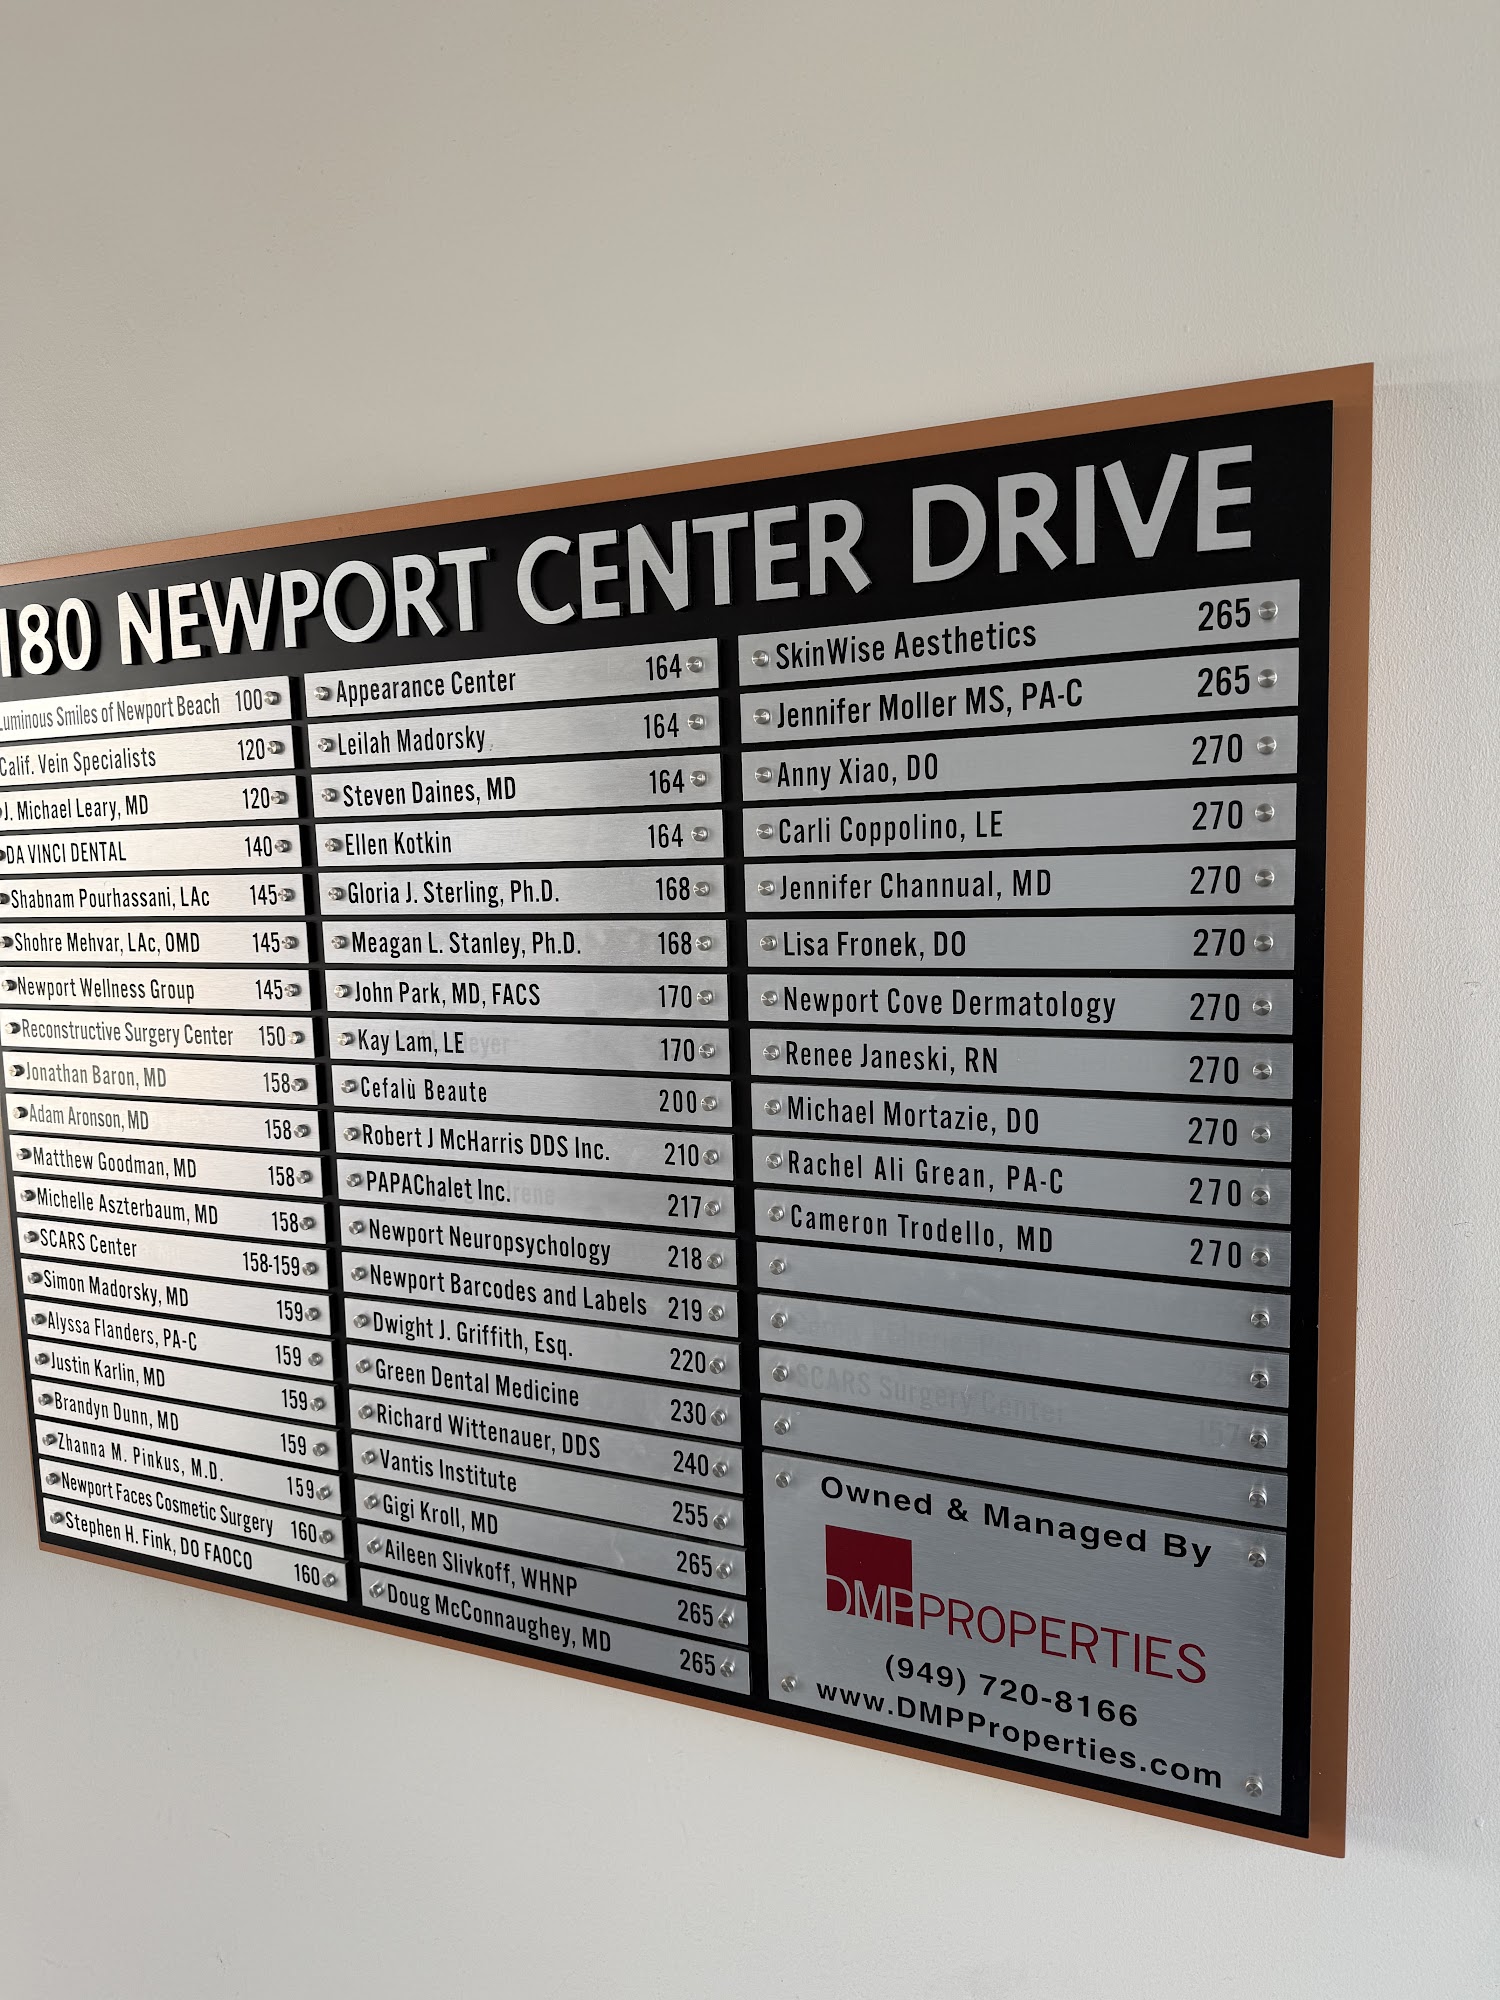 180 NEWPORT CENTER DRIVE
Luminous Smiles of Newport Beach 100
Calif. Vein Specialists 120
J. Michael Leary, MD 120
DA VINCI DENTAL 140
Shabnam Pourhassani, LAc 145
Shohre Mehvar, LAc, OMD 145
Newport Wellness Group 145
Reconstructive Surgery Center 150
Jonathan Baron, MD 158
Adam Aronson, MD 158
Matthew Goodman, MD 158
Michelle Aszterbaum, MD 158
SCARS Center 158-159
Simon Madorsky, MD 159
Alyssa Flanders, PA-C 159
Justin Karlin, MD 159
Brandyn Dunn, MD 159
Zhanna M. Pinkus, M.D. 159
Newport Faces Cosmetic Surgery 160
Stephen H. Fink, DO FAOCO 160
Appearance Center 164
Leilah Madorsky 164
Steven Daines, MD 164
Ellen Kotkin 164
Gloria J. Sterling, Ph.D. 168
Meagan L. Stanley, Ph.D. 168
John Park, MD, FACS 170
Kay Lam, LE 170
Cefalù Beaute 200
Robert J McHarris DDS Inc. 210
PAPAChalet Inc. 217
Newport Neuropsychology 218
Newport Barcodes and Labels 219
Dwight J. Griffith, Esq. 220
Green Dental Medicine 230
Richard Wittenauer, DDS 240
Vantis Institute 255
Gigi Kroll, MD 265
Aileen Slivkoff, WHNP 265
Doug McConnaughey, MD 265
SkinWise Aesthetics 265
Jennifer Moller MS, PA-C 265
Anny Xiao, DO 270
Carli Coppolino, LE 270
Jennifer Channual, MD 270
Lisa Fronek, DO 270
Newport Cove Dermatology 270
Renee Janeski, RN 270
Michael Mortazie, DO 270
Rachel Ali Grean, PA-C 270
Cameron Trodello, MD 270
SCARS Surgery Center
Owned & Managed By
DMP PROPERTIES
(949) 720-8166
www.DMPProperties.com